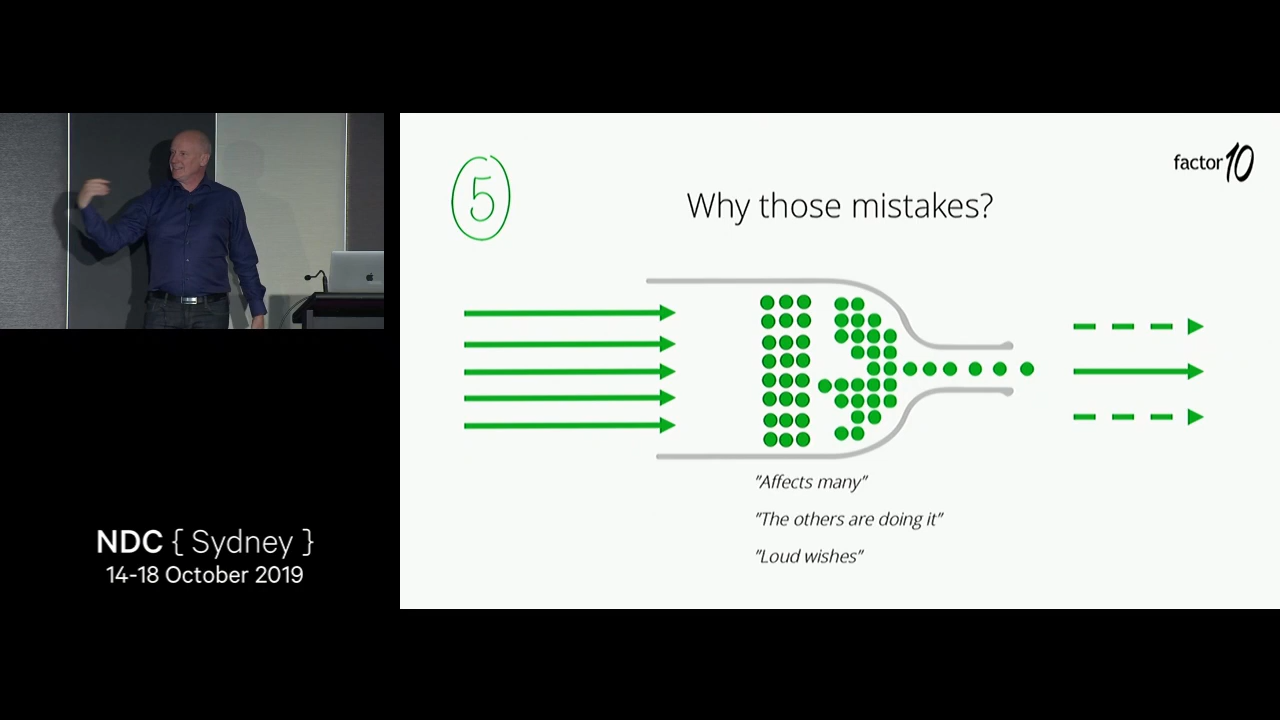 5
factor10
Why those mistakes?
"Affects many"
"The others are doing it"
"Loud wishes"
NDC { Sydney }
14-18 October 2019